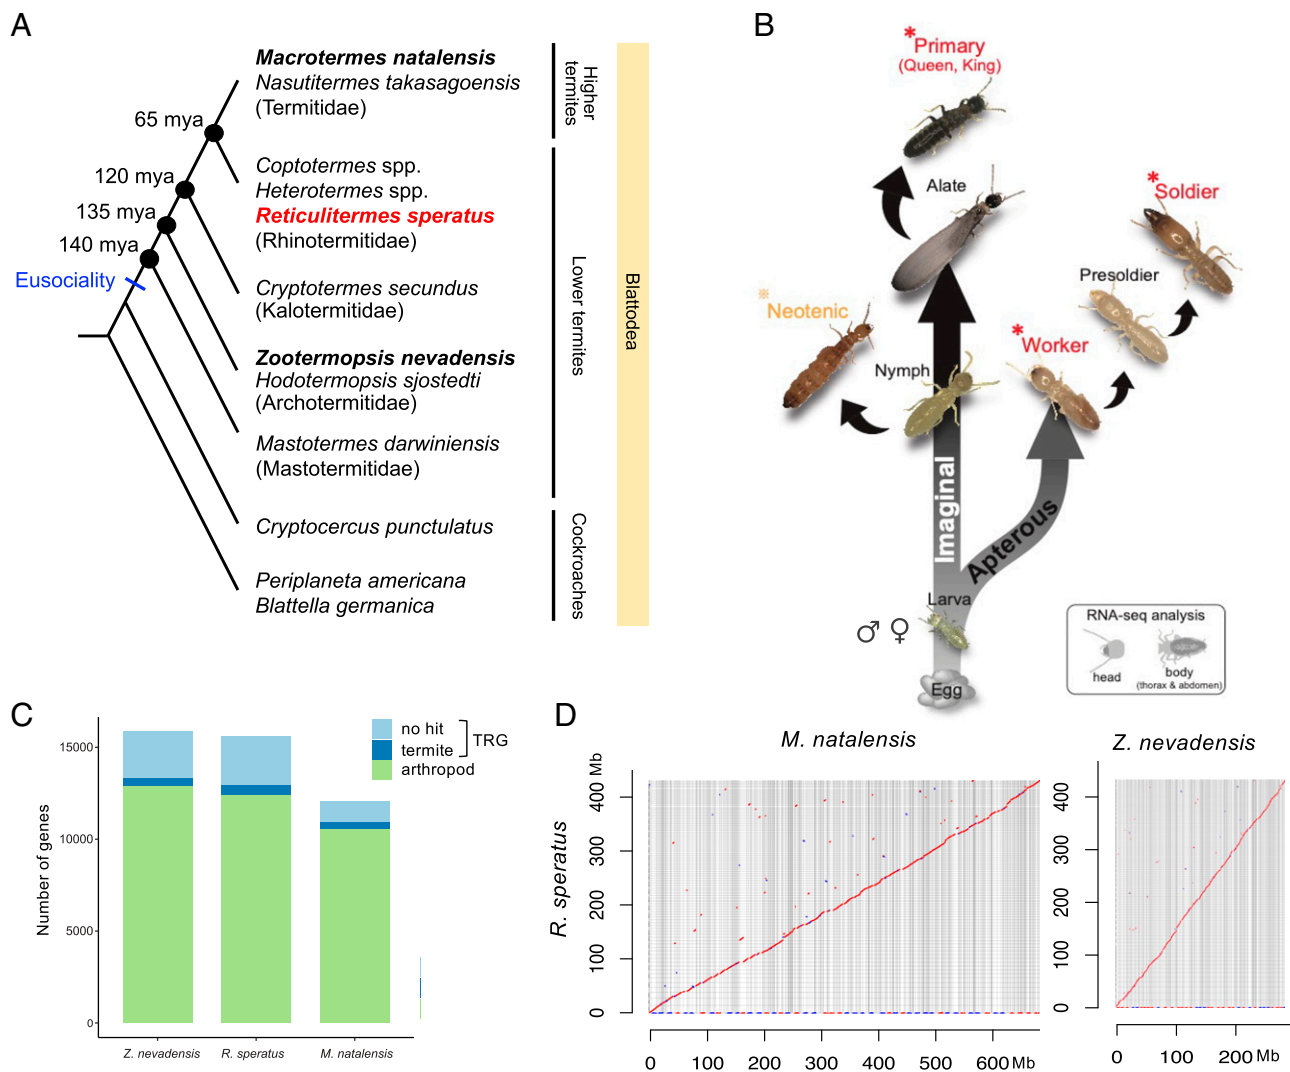 A
Macrotermes natalensis
Nasutitermes takasagoensis
(Termitidae)
65 mya
Coptotermes spp.
Heterotermes spp.
Reticulitermes speratus
(Rhinotermitidae)
120 mya
135 mya
140 mya
Eusociality
Cryptotermes secundus
(Kalotermitidae)
Zootermopsis nevadensis
Hodotermopsis sjostedti
(Archotermitidae)
Mastotermes darwiniensis
(Mastotermitidae)
Cryptocercus punctulatus
Periplaneta americana
Blattella germanica
Higher
termites
Lower termites
Cockroaches
Blattodea
B
*Primary
(Queen, King)
Alate
*Soldier
Presoldier
※
Neotenic
*Worker
Nymph
Imaginal
Apterous
Larva
♂ ♀
Egg
RNA-seq analysis
head
body
(thorax & abdomen)
C
Number of genes
15000
10000
5000
0
no hit
termite
TRG
arthropod
Z. nevadensis
R. speratus
M. natalensis
D
M. natalensis
Z. nevadensis
R. speratus
0 100 200 300 400 Mb
0 100 200 300 400 500 600 Mb
0 100 200 300 400
0 100 200 Mb